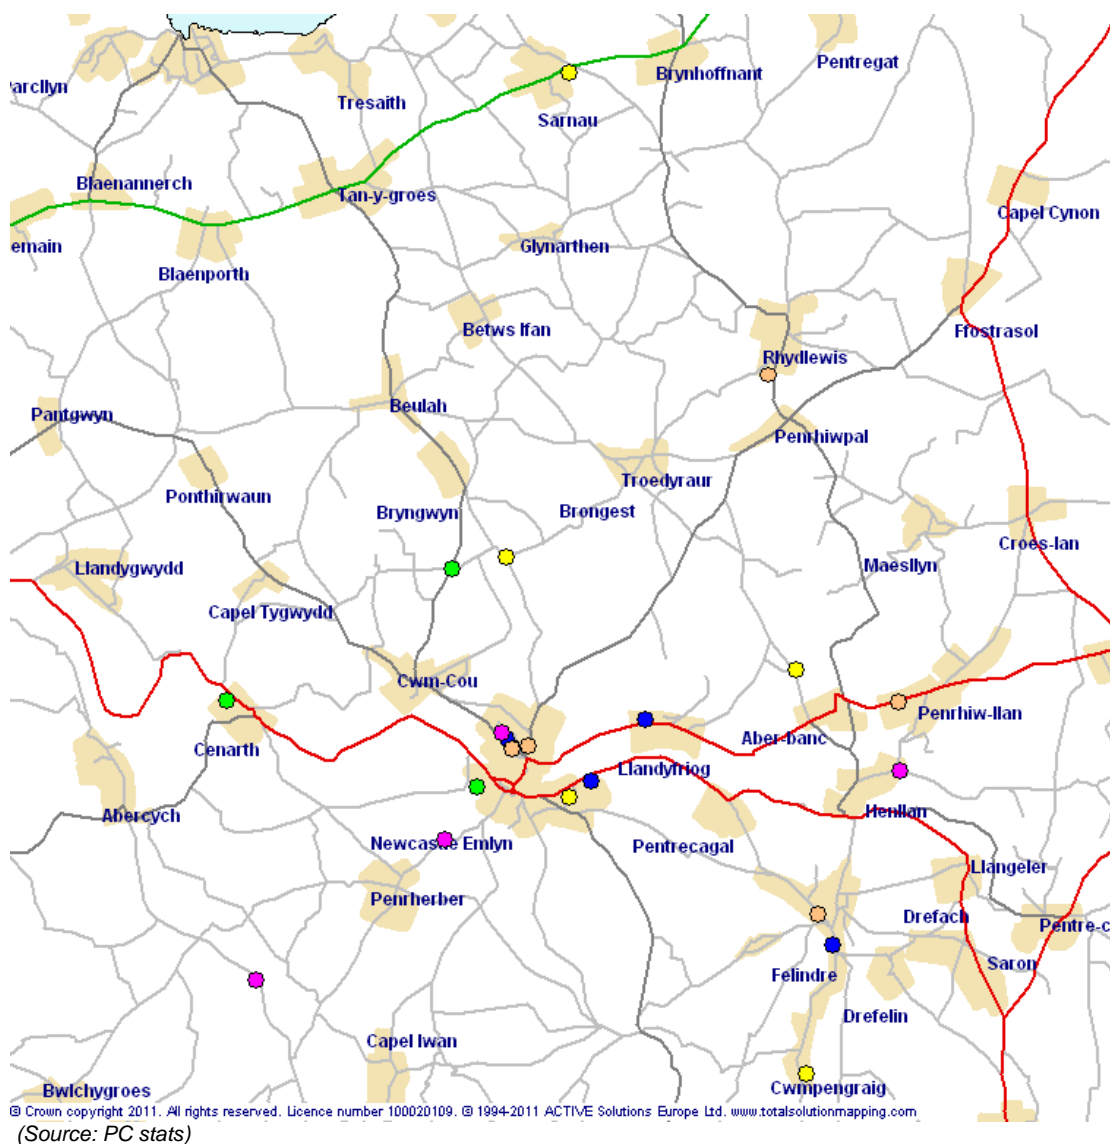 Pentregat
Brynhoffnant
arcllyn
Tresaith
Sarnau
Blaenannerch
Tan-y-groes
Capel Cynon
emain
Glynarthen
Blaenporth
Betws Ifan
Ffostrasol
Rhydlewis
Beulah
Pantgwyn
Penrhiwpal
Troedyraur
Ponthirwaun
Bryngwyn
Brongest
Croes-lan
Maesllyn
Llandygwydd
Capel Tygwydd
Cwm-Cou
Penrhiw-llan
Aber-banc
Cenarth
Llandyfriog
Henllan
Abercych
Newcastle Emlyn
Pentrecagal
Llangeler
Penrherber
Drefach
Pentre-c
Saron
Felindre
Drefelin
Capel Iwan
Cwmpengraig
Bwlchygroes
© Crown copyright 2011. All rights reserved. Licence number 100020109. © 1994-2011 ACTIVE Solutions Europe Ltd. www.totalsolutionmapping.com
(Source: PC stats)